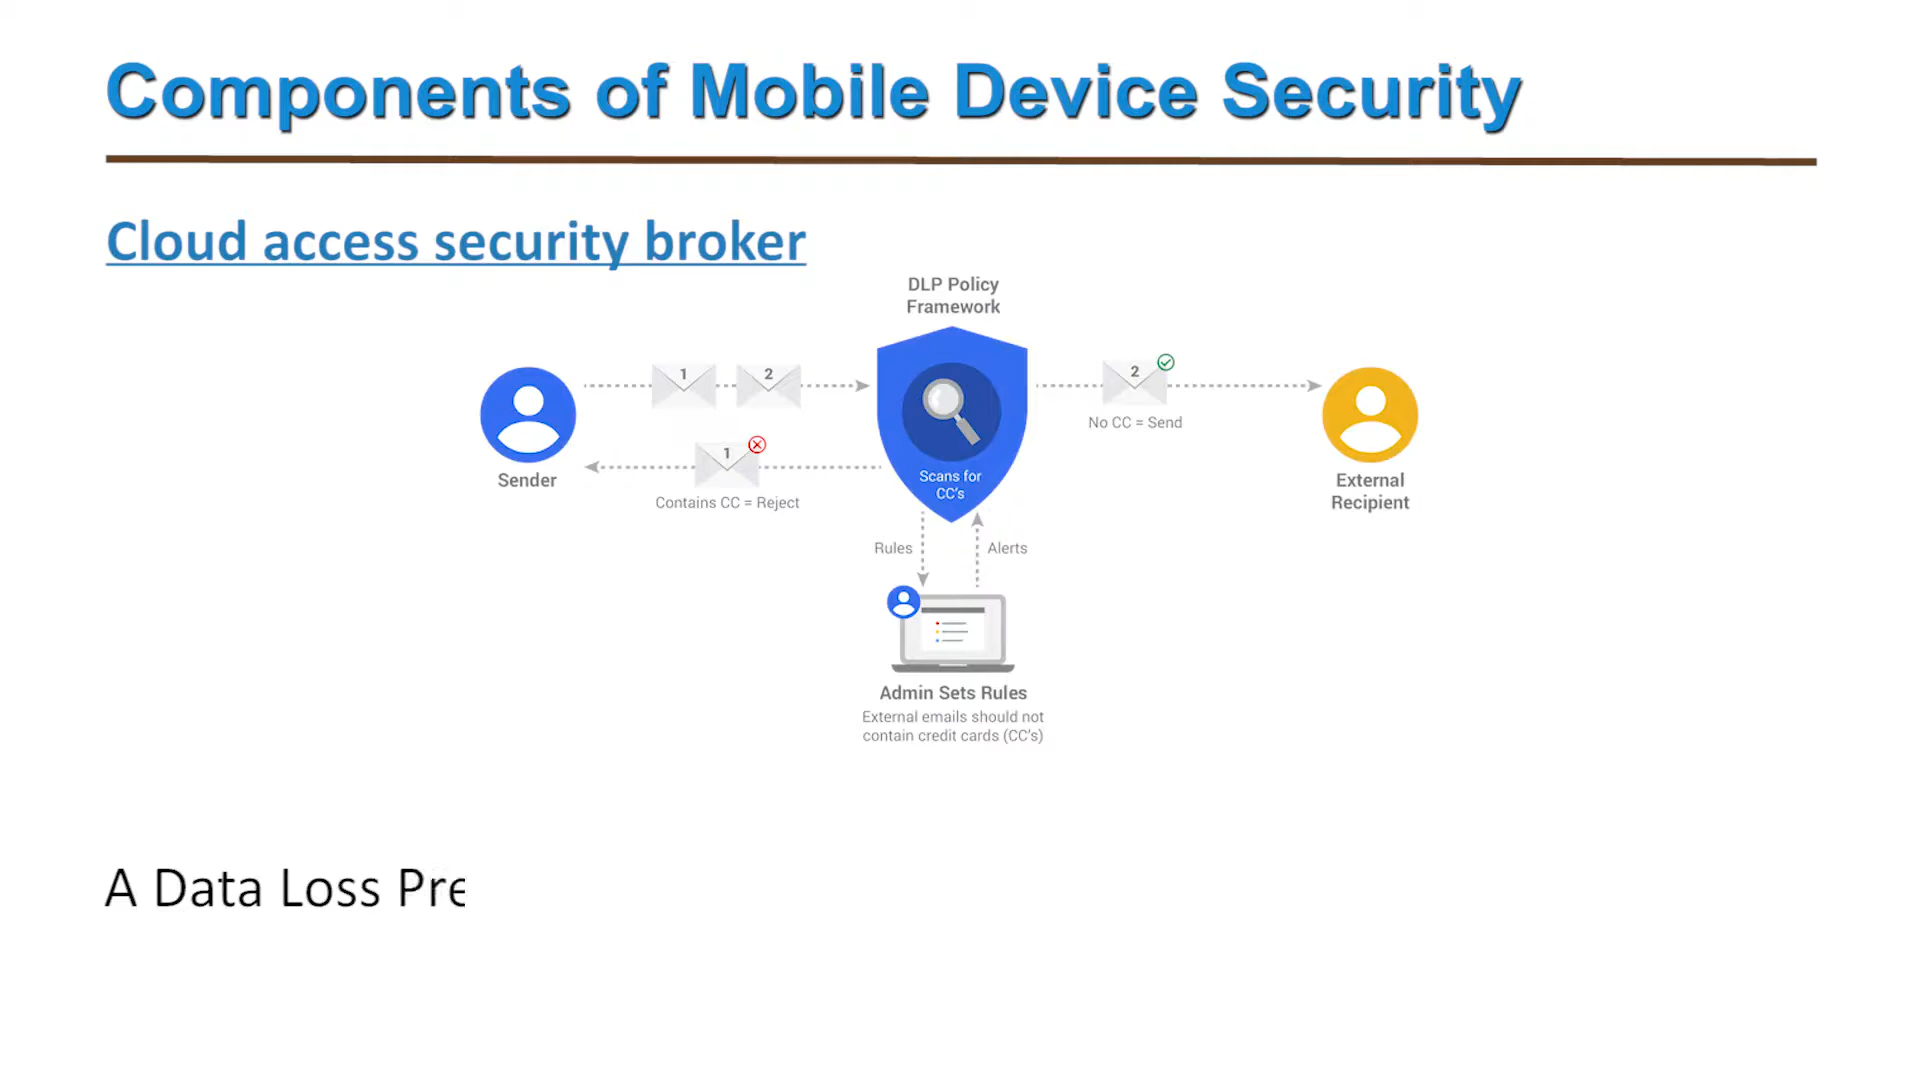 Components of Mobile Device Security
Cloud access security broker
DLP Policy
Framework
1
2
2
No CC = Send
1
Contains CC = Reject
Scans for
CC's
Sender
External
Recipient
Rules
Alerts
Admin Sets Rules
External emails should not
contain credit cards (CC's)
A Data Loss Pre